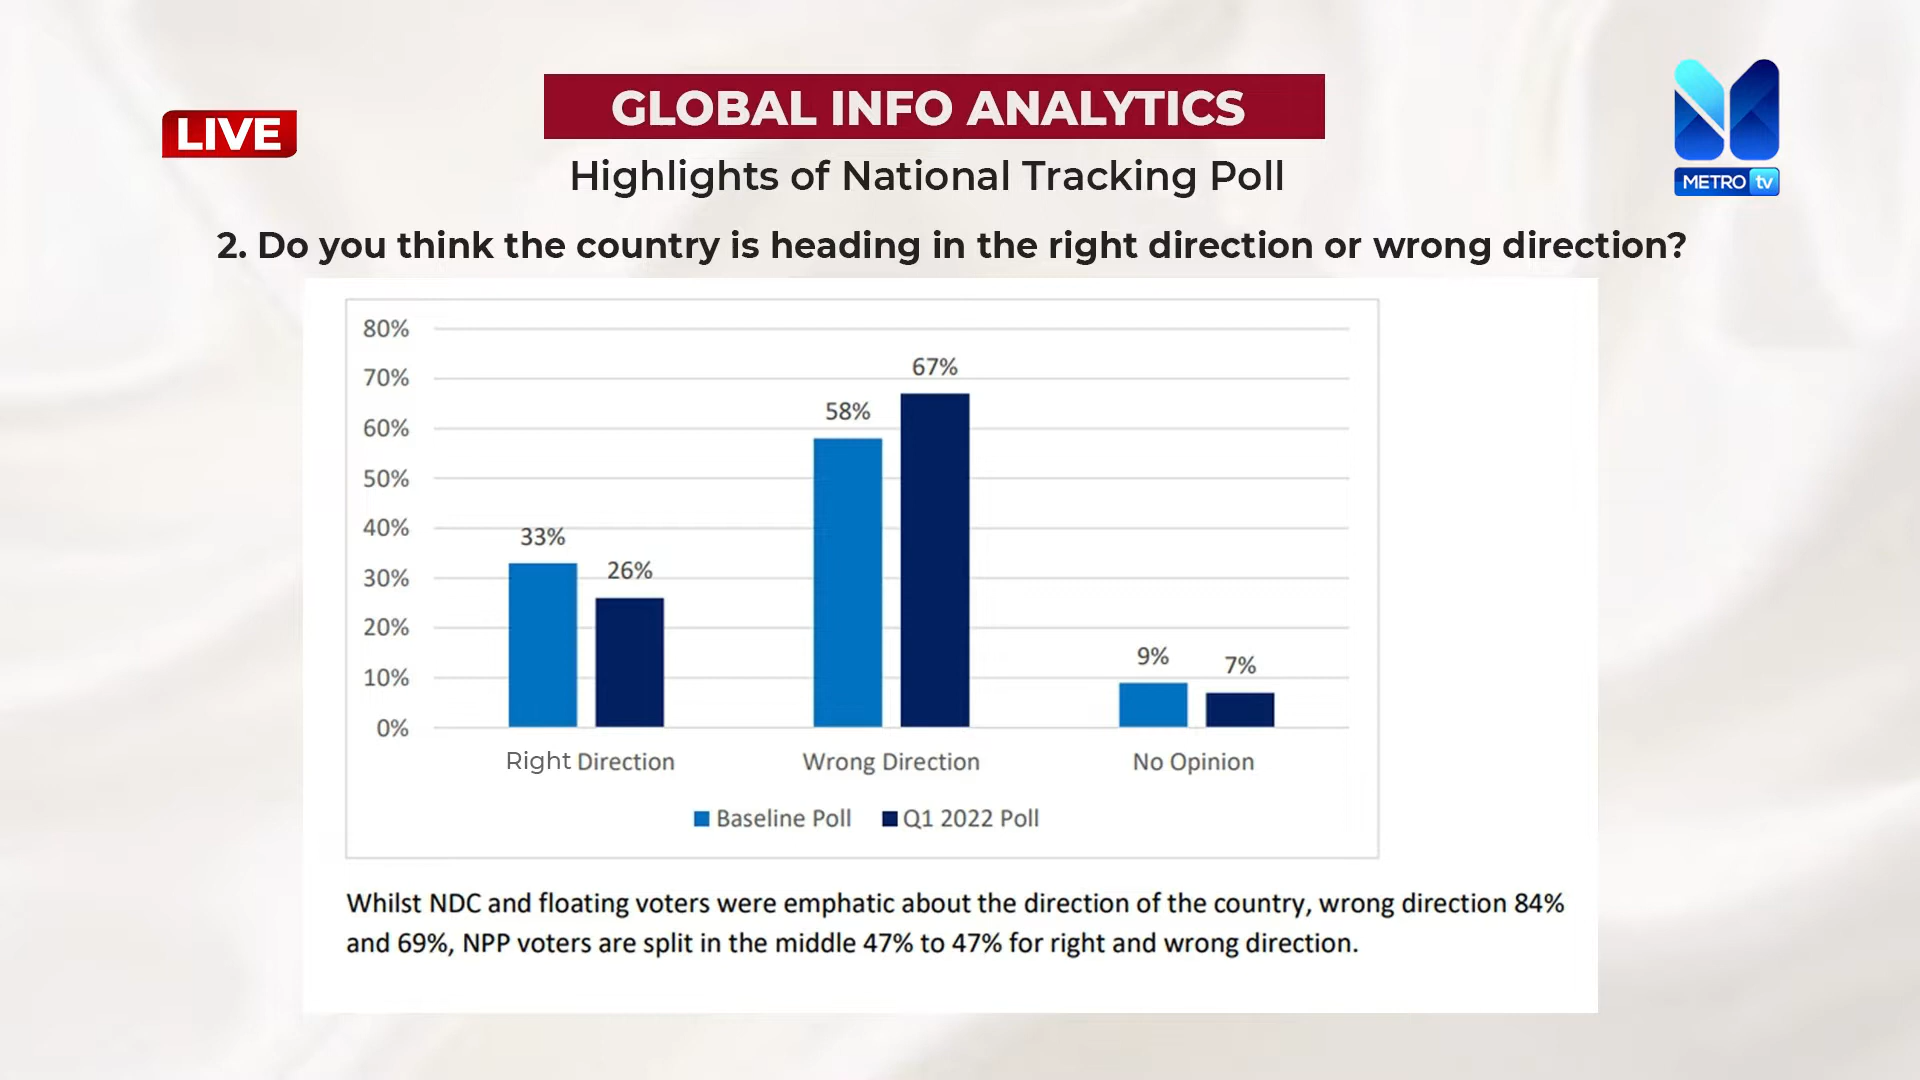 LIVE
GLOBAL INFO ANALYTICS
Highlights of National Tracking Poll
METRO tv
2. Do you think the country is heading in the right direction or wrong direction?
80%
70%
60%
50%
40%
30%
20%
10%
0%
33%
26%
58%
67%
9%
7%
Right Direction
Wrong Direction
No Opinion
Baseline Poll
Q1 2022 Poll
Whilst NDC and floating voters were emphatic about the direction of the country, wrong direction 84%
and 69%, NPP voters are split in the middle 47% to 47% for right and wrong direction.